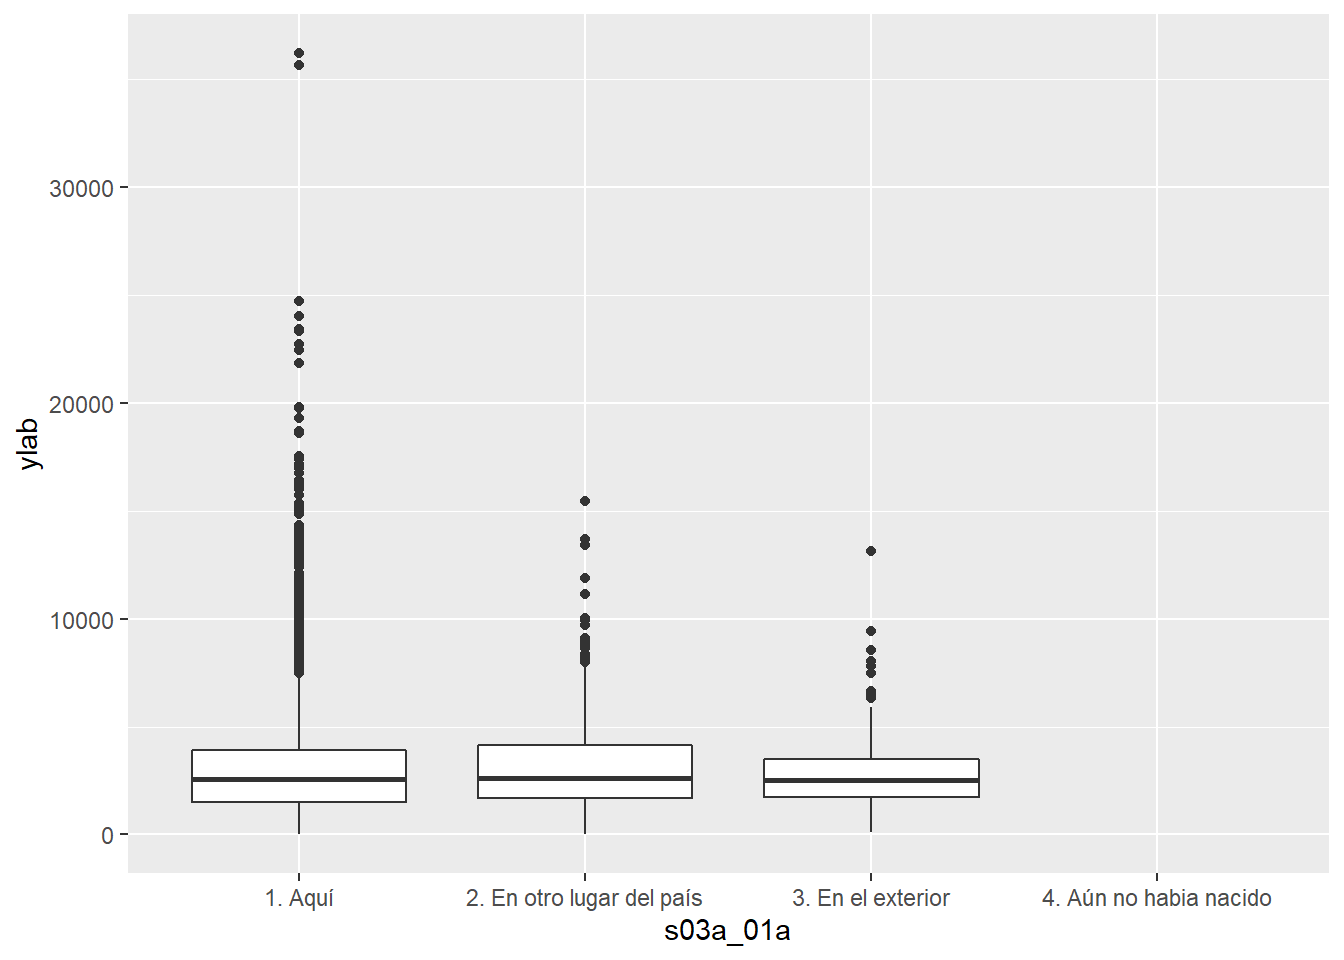 30000
20000
10000
0
ylab
1. Aquí
2. En otro lugar del país
3. En el exterior
4. Aún no habia nacido
s03a_01a